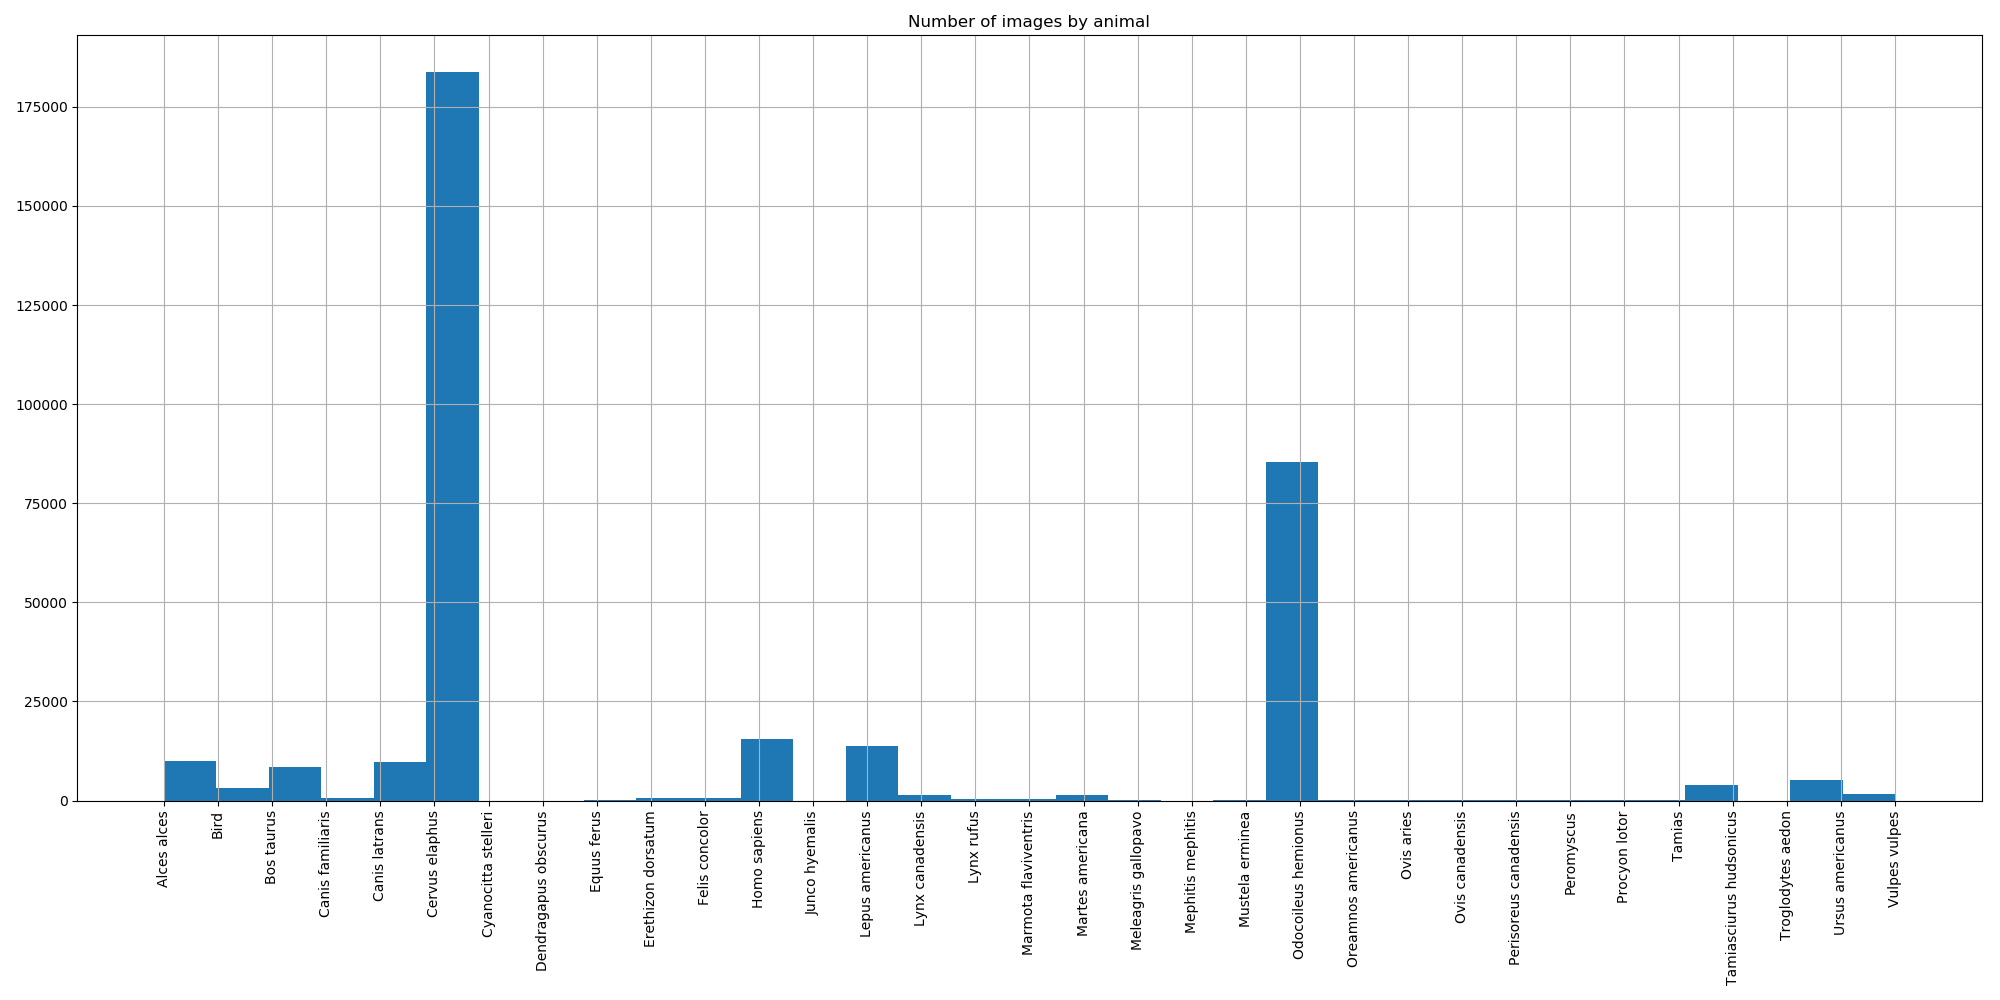 Number of images by animal
175000
150000
125000
100000
75000
50000
25000
0
Alces alces
Bird
Bos taurus
Canis familiaris
Canis latrans
Cervus elaphus
Cyanocitta stelleri
Dendragapus obscurus
Equus ferus
Erethizon dorsatum
Felis concolor
Homo sapiens
Junco hyemalis
Lepus americanus
Lynx canadensis
Lynx rufus
Marmota flaviventris
Martes americana
Meleagris gallopavo
Mephitis mephitis
Mustela erminea
Odocoileus hemionus
Oreamnos americanus
Ovis aries
Ovis canadensis
Perisoreus canadensis
Peromyscus
Procyon lotor
Tamias
Tamiasciurus hudsonicus
Troglodytes aedon
Ursus americanus
Vulpes vulpes